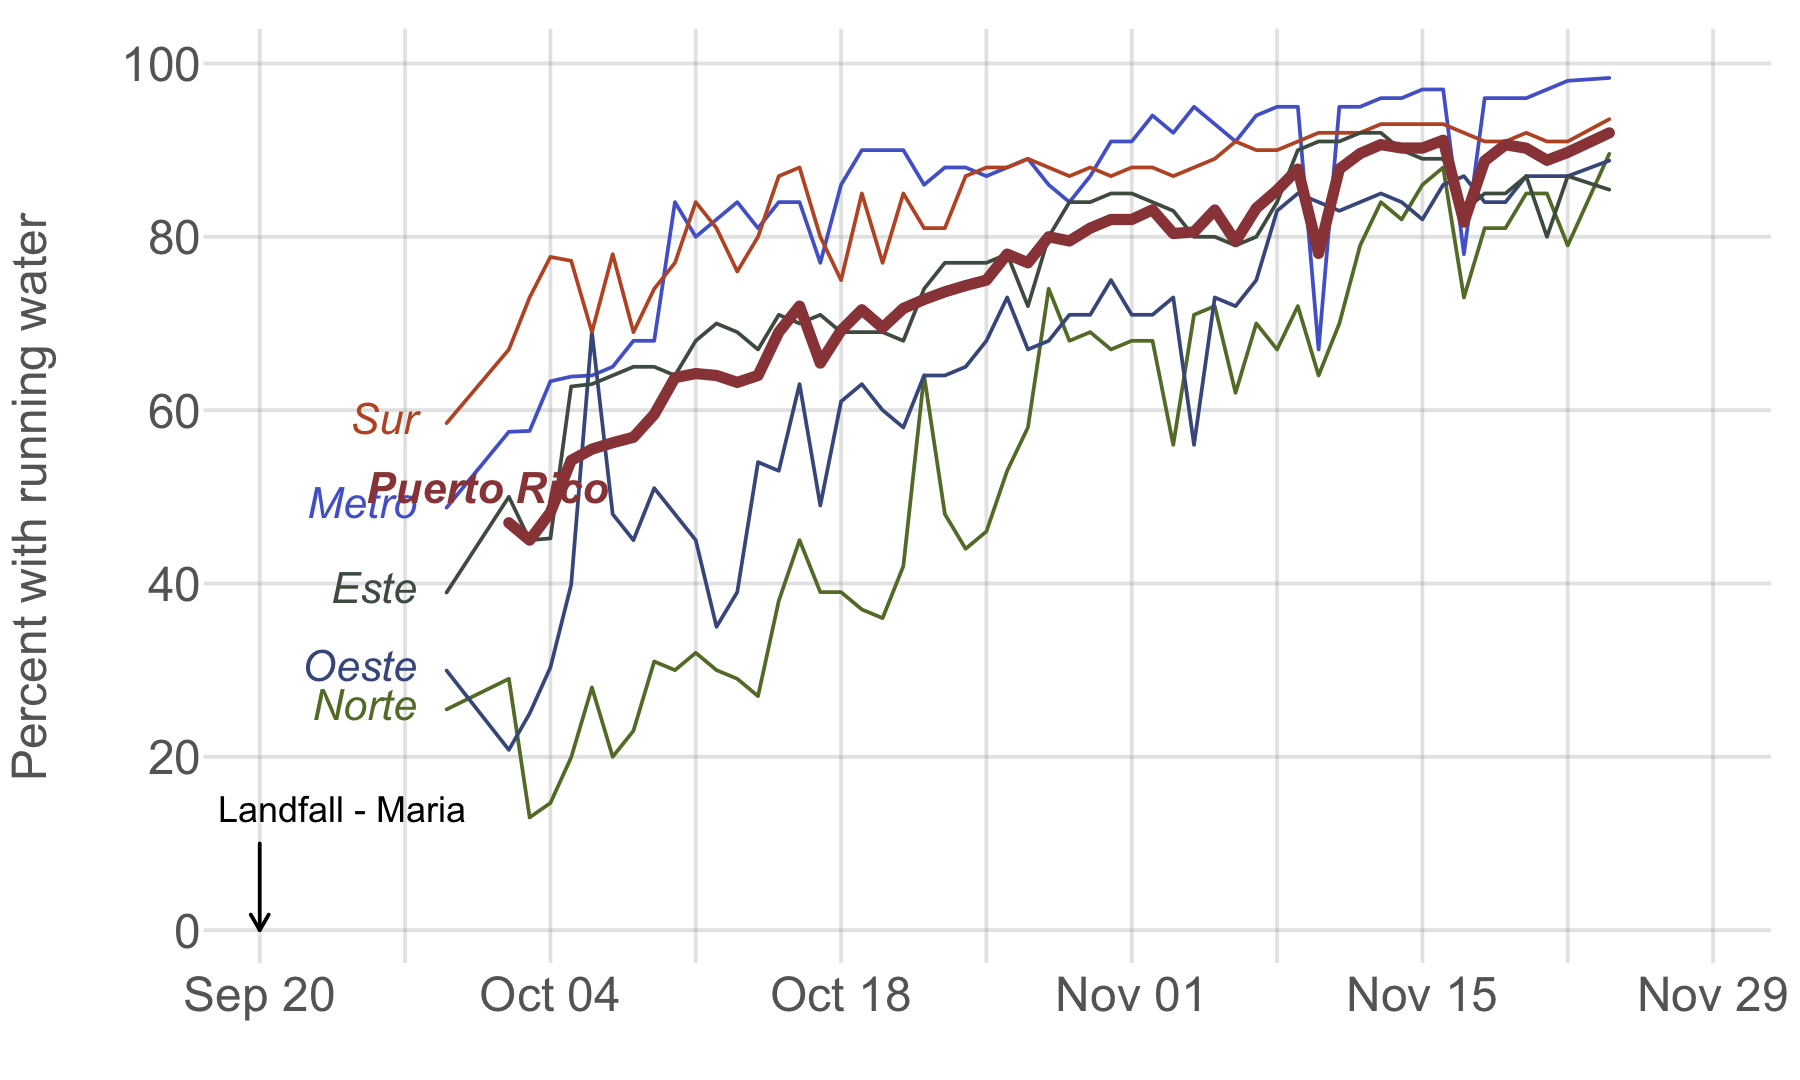 Percent with running water
100
80
60
40
20
0
Sur
Puerto Rico
Metro
Este
Oeste
Norte
Landfall - Maria
Sep 20
Oct 04
Oct 18
Nov 01
Nov 15
Nov 29